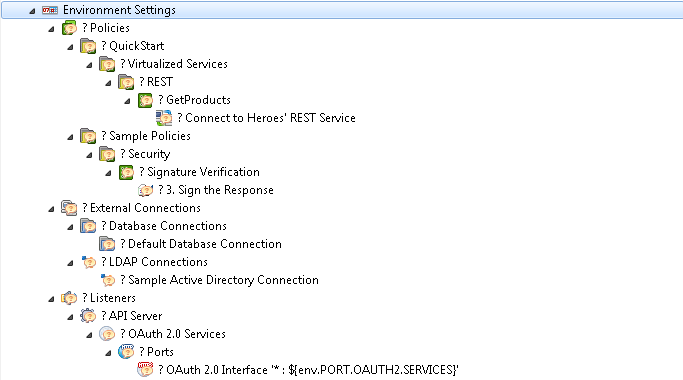 Environment Settings
? Policies
? QuickStart
? Virtualized Services
? REST
? GetProducts
? Connect to Heroes' REST Service
? Sample Policies
? Security
? Signature Verification
? 3. Sign the Response
? External Connections
? Database Connections
? Default Database Connection
? LDAP Connections
? Sample Active Directory Connection
? Listeners
? API Server
? OAuth 2.0 Services
? Ports
? OAuth 2.0 Interface '* : ${env.PORT.OAUTH2.SERVICES}'